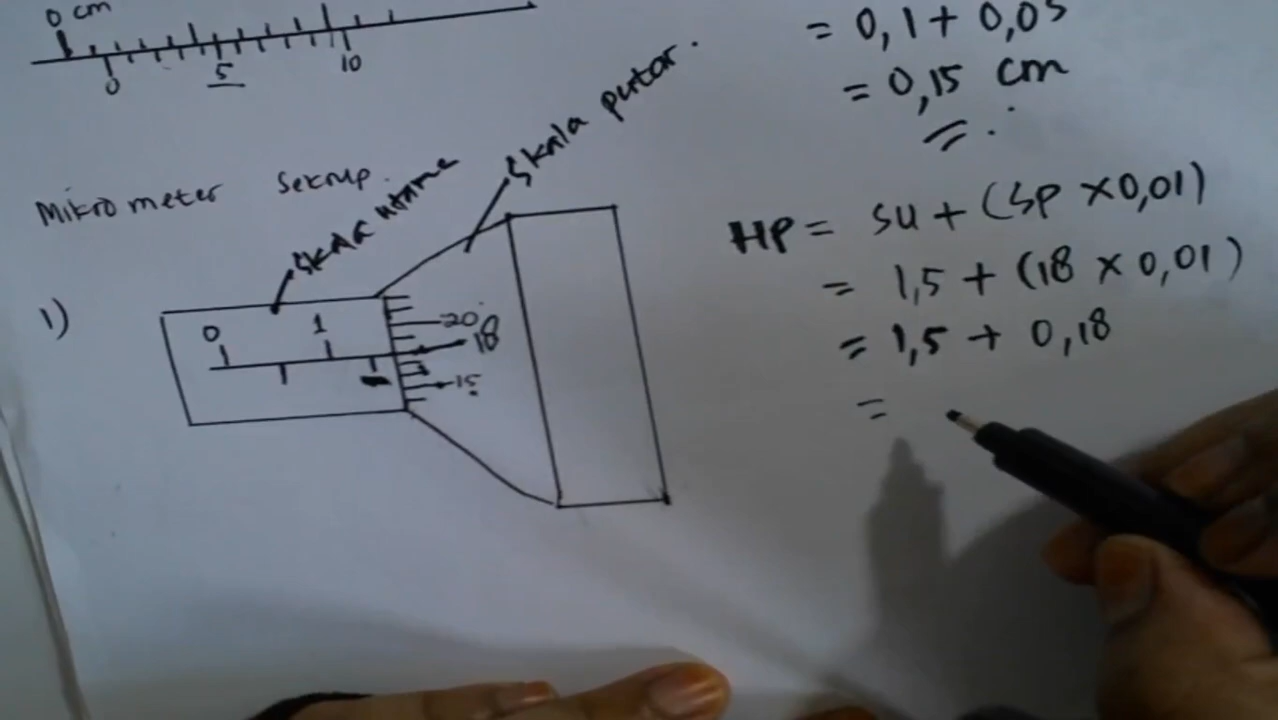 0 cm
0 5 10
= 0,1 + 0,05
= 0,15 cm
Mikrometer Sekrup.
Skala utama
Skala putar.
1)
0 1
20
18
15
HP = SU + (SP × 0,01)
= 1,5 + (18 × 0,01)
= 1,5 + 0,18
=